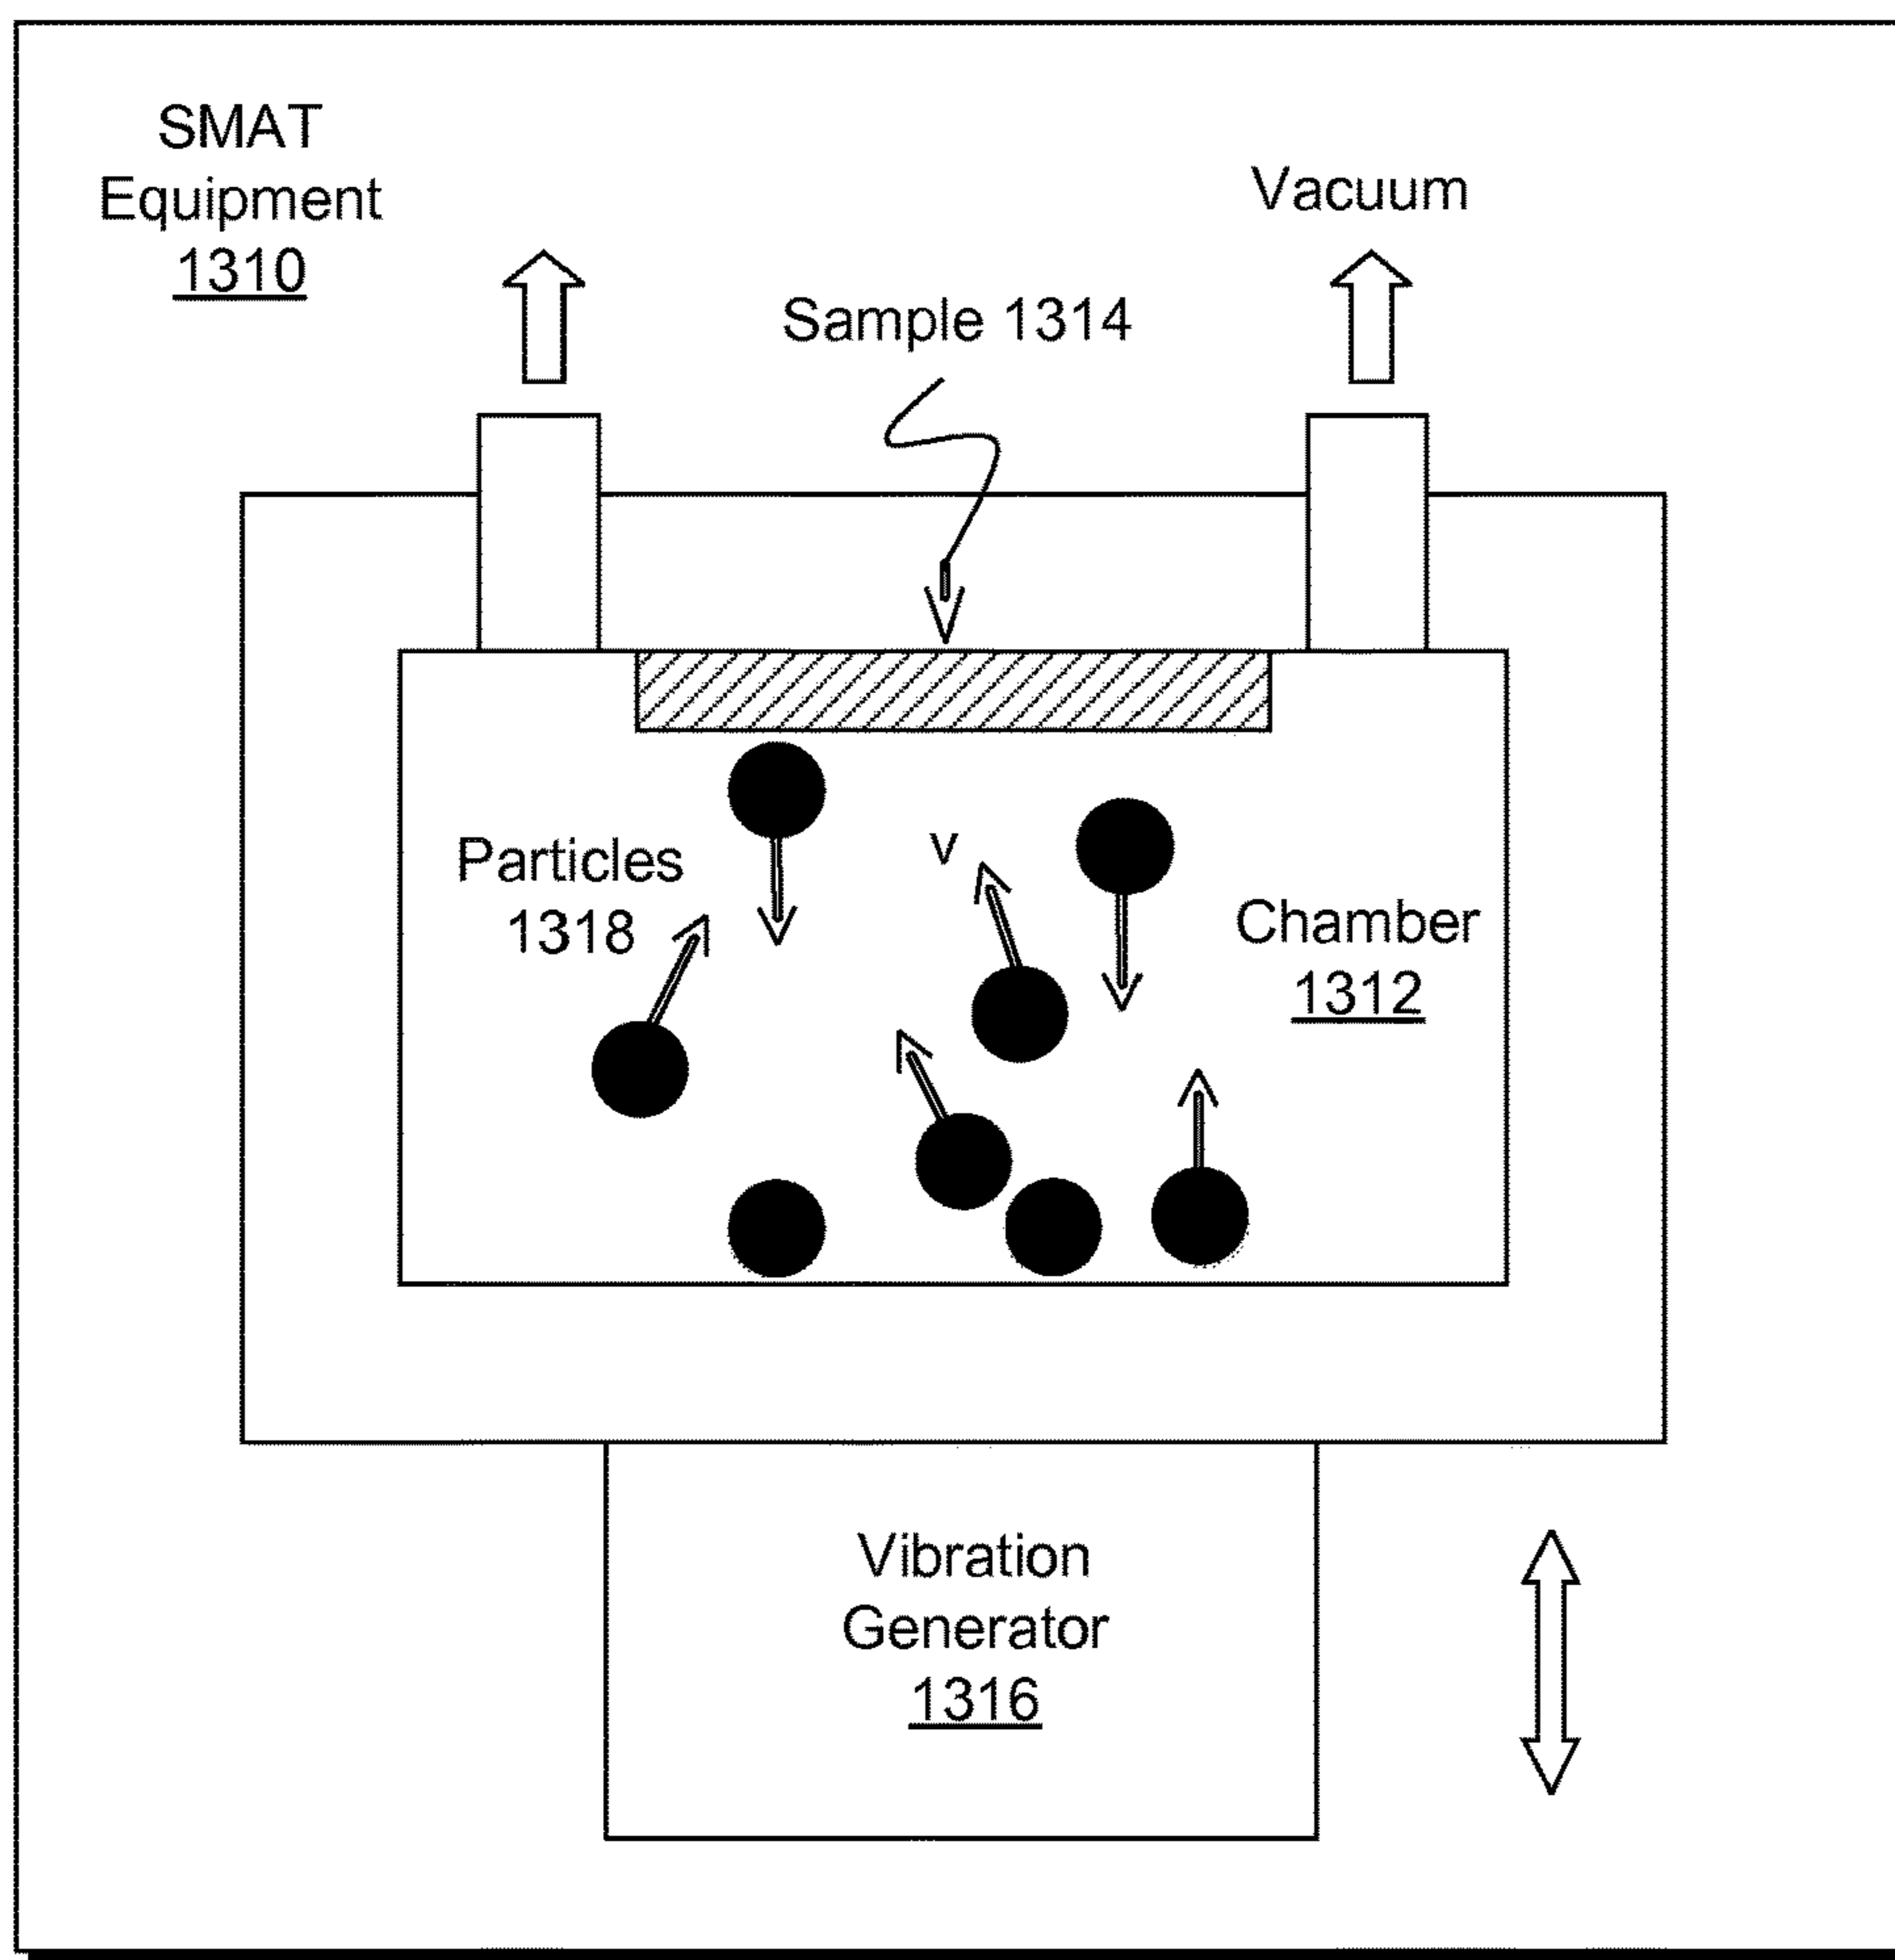 SMAT
Equipment
1310
Vacuum
Sample 1314
Particles
1318
v
Chamber
1312
Vibration
Generator
1316